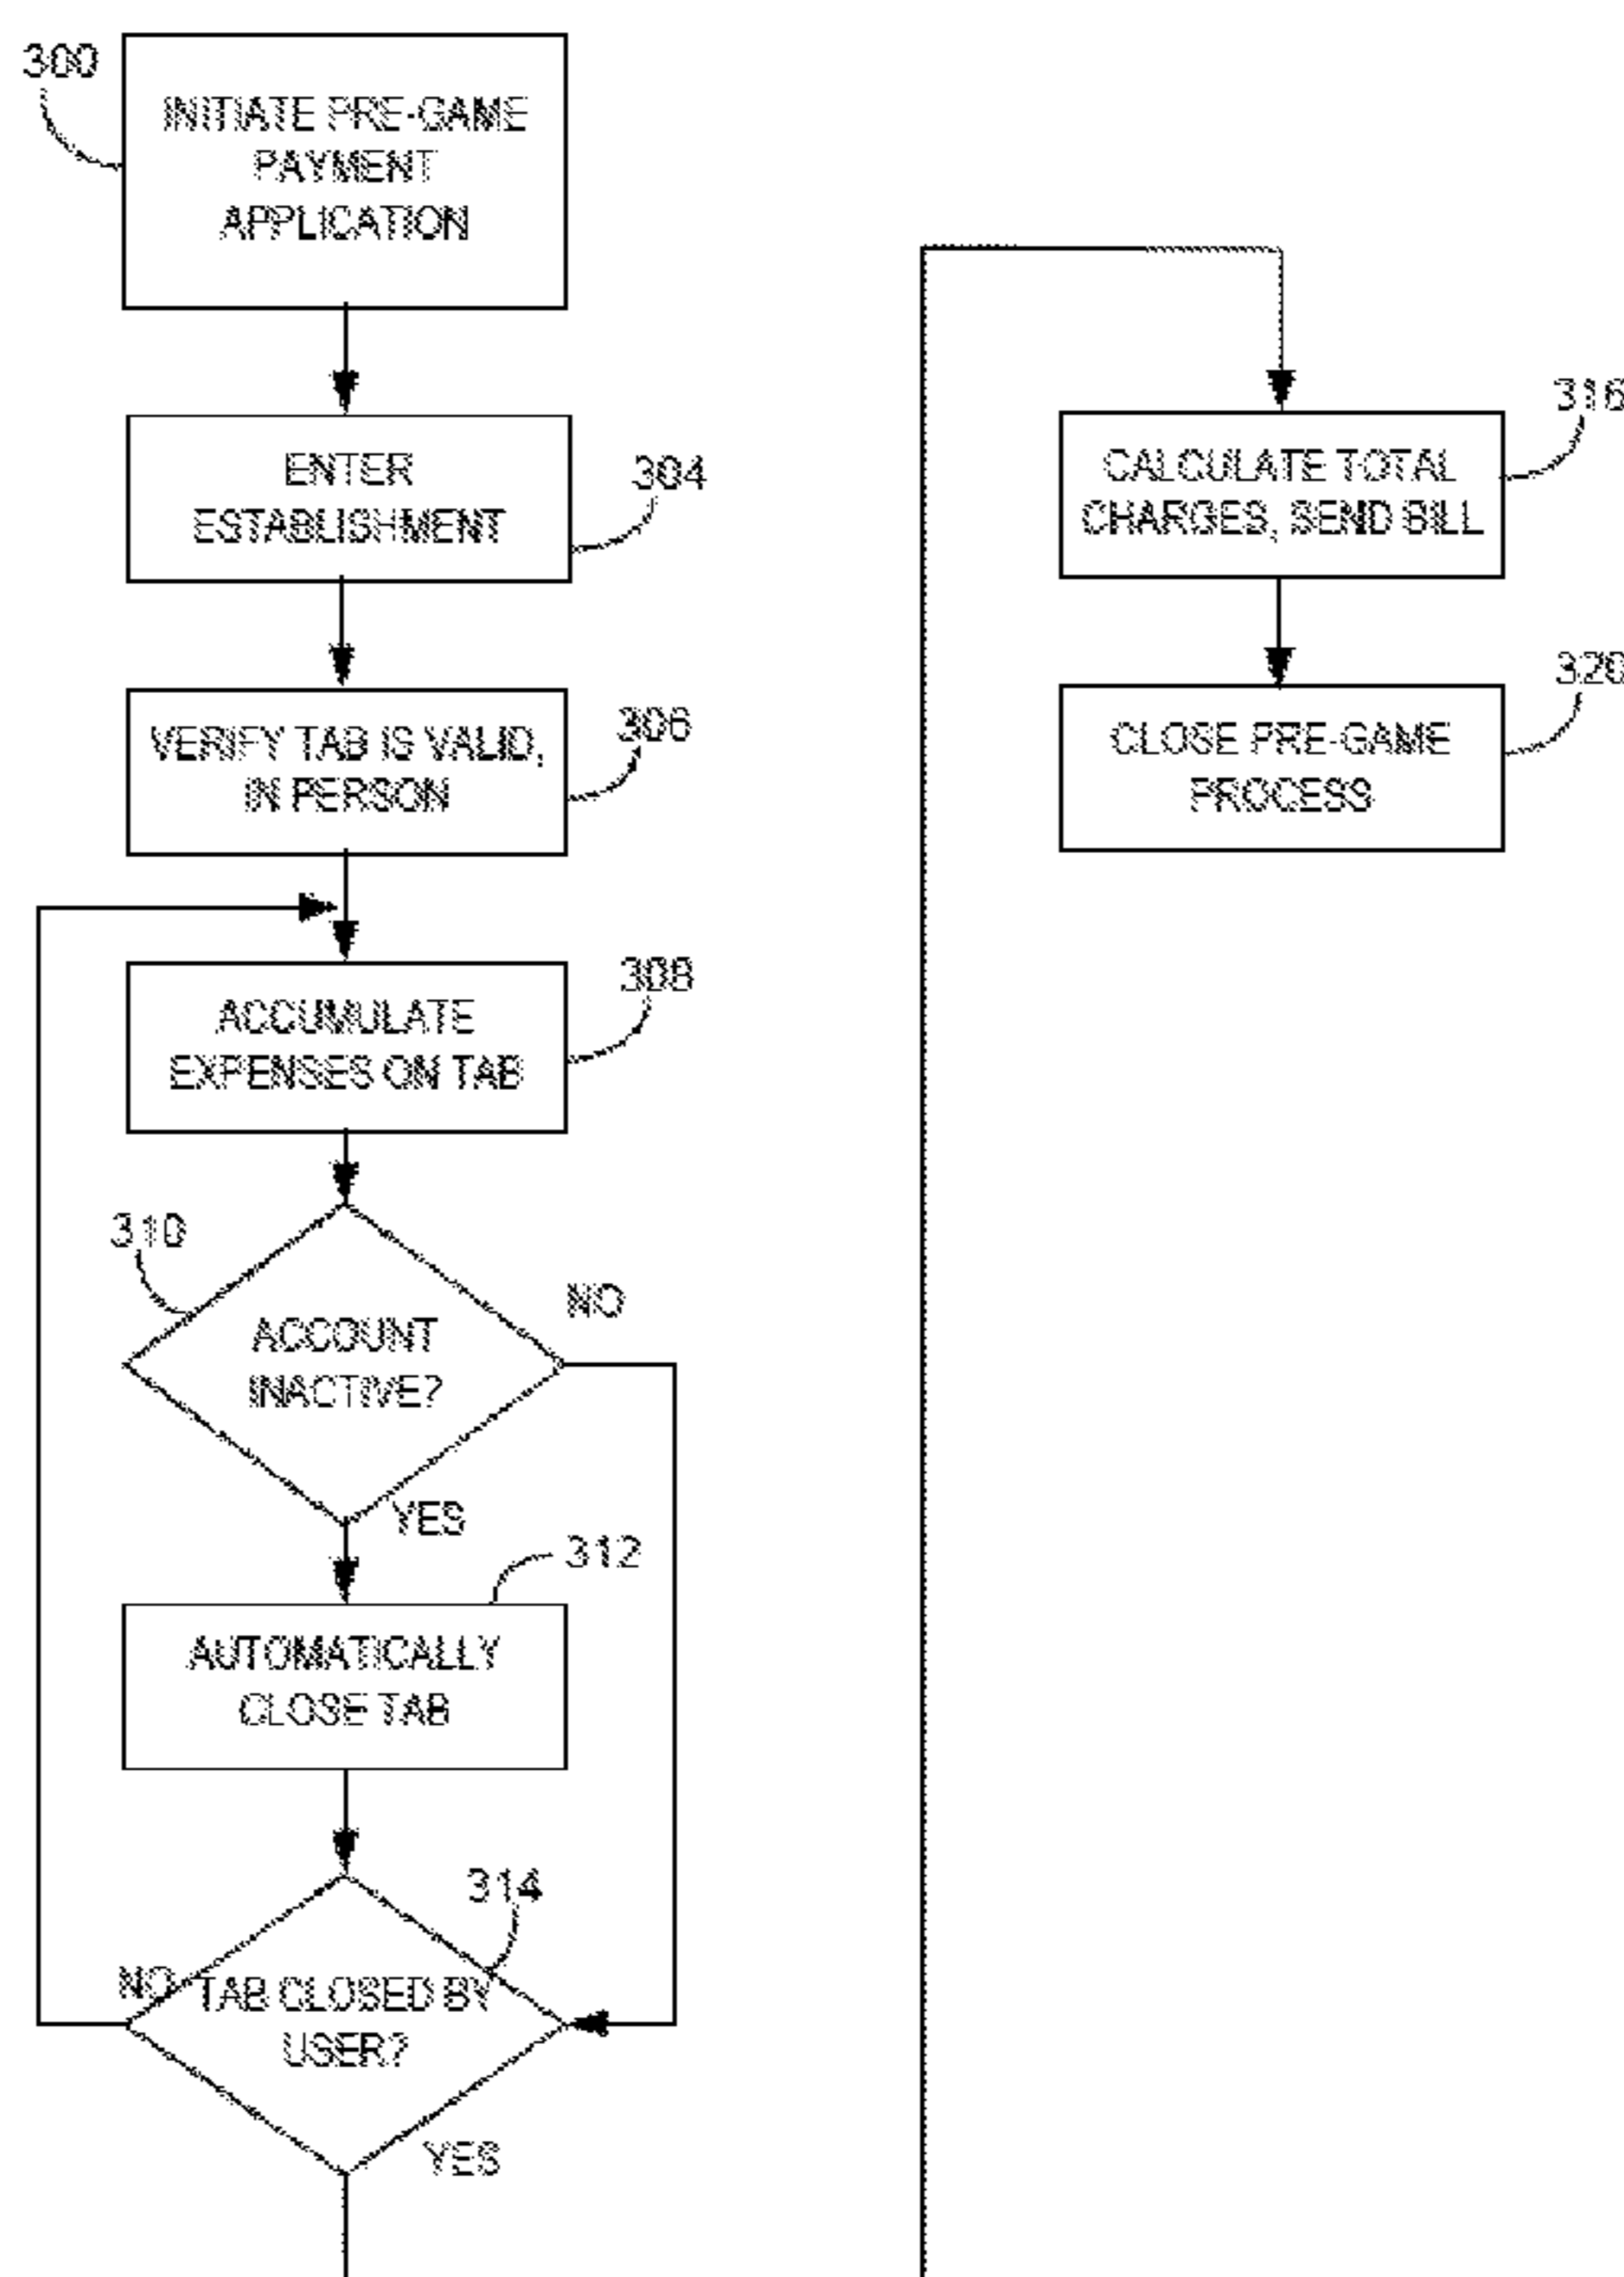 300
INITIATE PRE-GAME
PAYMENT
APPLICATION
ENTER
ESTABLISHMENT
304
VERIFY TAB IS VALID,
IN PERSON
306
ACCUMULATE
EXPENSES ON TAB
308
310
ACCOUNT
INACTIVE?
NO
YES
312
AUTOMATICALLY
CLOSE TAB
314
NO
TAB CLOSED BY
USER?
YES
316
CALCULATE TOTAL
CHARGES, SEND BILL
320
CLOSE PRE-GAME
PROCESS